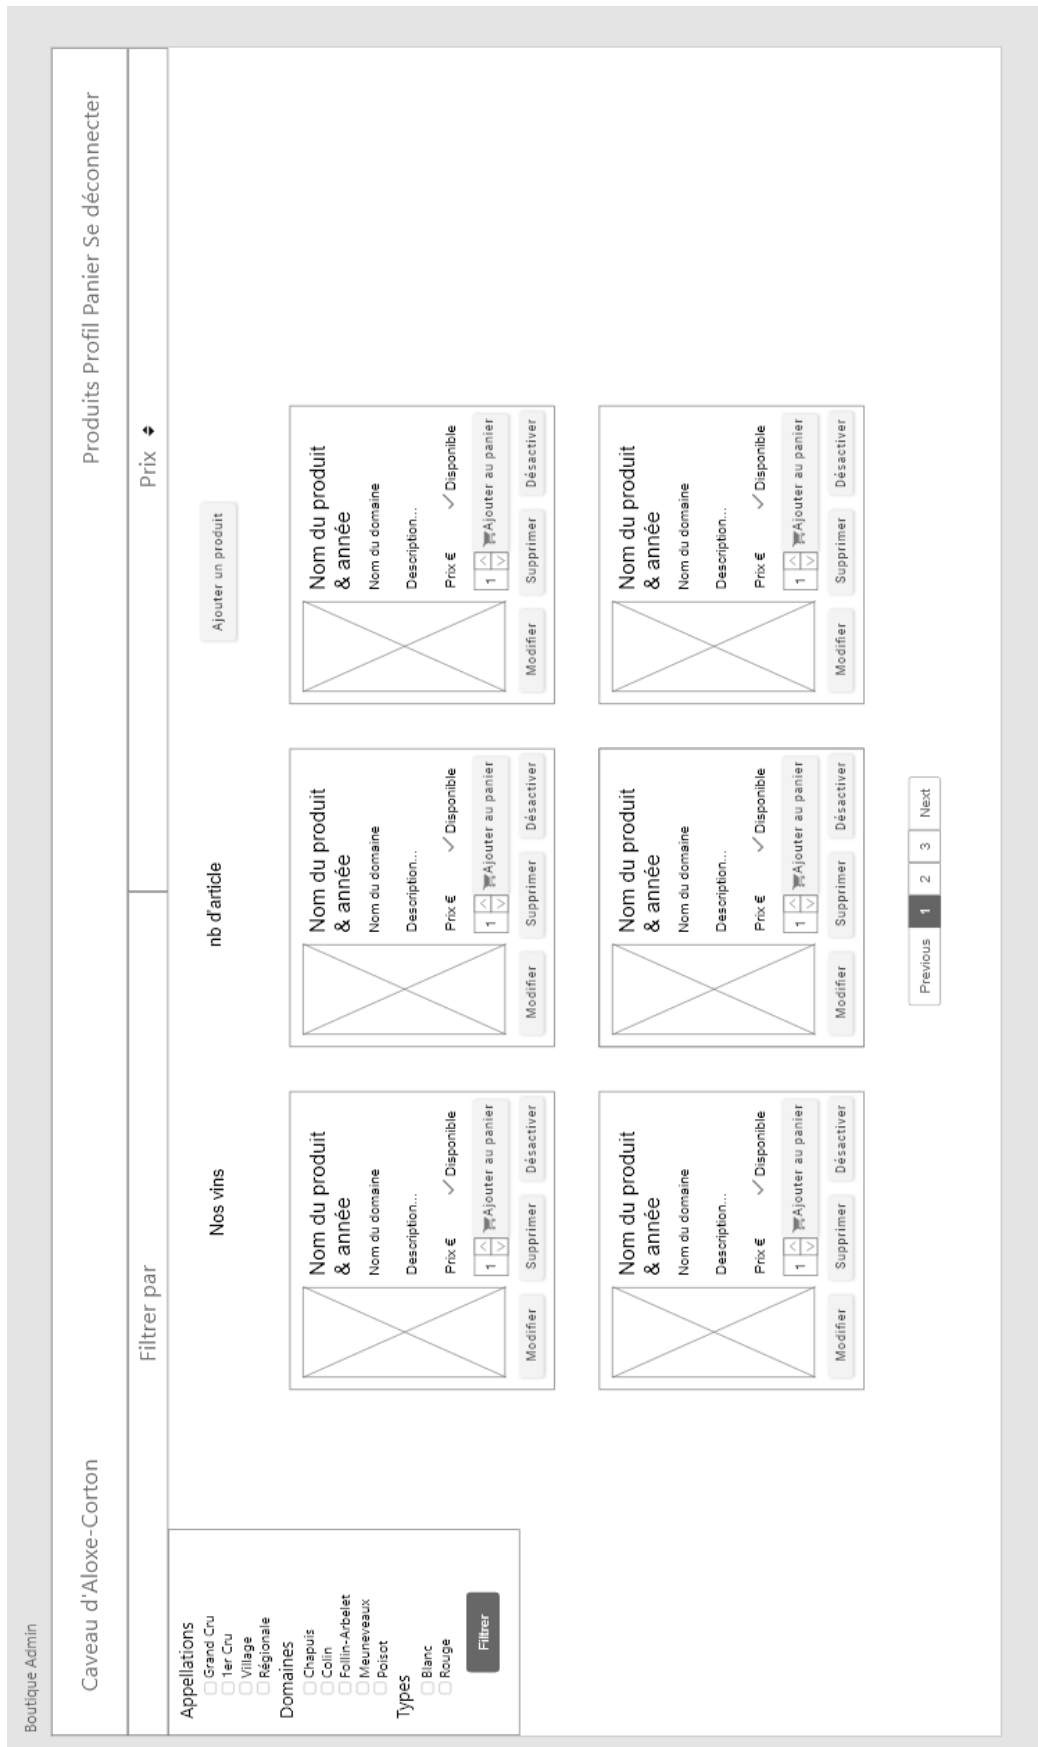 Boutique Admin
Caveau d'Aloxe-Corton
Produits Profil Panier Se déconnecter
Filtrer par
Prix
Appellations
Grand Cru
1er Cru
Village
Régionale
Domaines
Chapuis
Colin
Follin-Arbelet
Meuneveaux
Poisot
Types
Blanc
Rouge
Filtrer
Nos vins
nb d'article
Ajouter un produit
Nom du produit
& année
Nom du domaine
Description...
Prix €
Disponible
1
Ajouter au panier
Modifier
Supprimer
Désactiver
Nom du produit
& année
Nom du domaine
Description...
Prix €
Disponible
1
Ajouter au panier
Modifier
Supprimer
Désactiver
Nom du produit
& année
Nom du domaine
Description...
Prix €
Disponible
1
Ajouter au panier
Modifier
Supprimer
Désactiver
Nom du produit
& année
Nom du domaine
Description...
Prix €
Disponible
1
Ajouter au panier
Modifier
Supprimer
Désactiver
Nom du produit
& année
Nom du domaine
Description...
Prix €
Disponible
1
Ajouter au panier
Modifier
Supprimer
Désactiver
Nom du produit
& année
Nom du domaine
Description...
Prix €
Disponible
1
Ajouter au panier
Modifier
Supprimer
Désactiver
Previous 1 2 3 Next